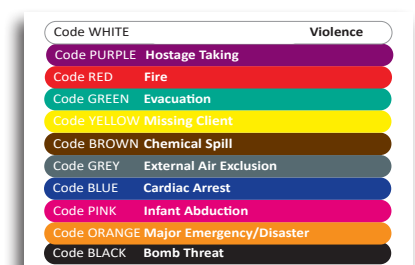 Code WHITE Violence
Code PURPLE Hostage Taking
Code RED Fire
Code GREEN Evacuation
Code YELLOW Missing Client
Code BROWN Chemical Spill
Code GREY External Air Exclusion
Code BLUE Cardiac Arrest
Code PINK Infant Abduction
Code ORANGE Major Emergency/Disaster
Code BLACK Bomb Threat